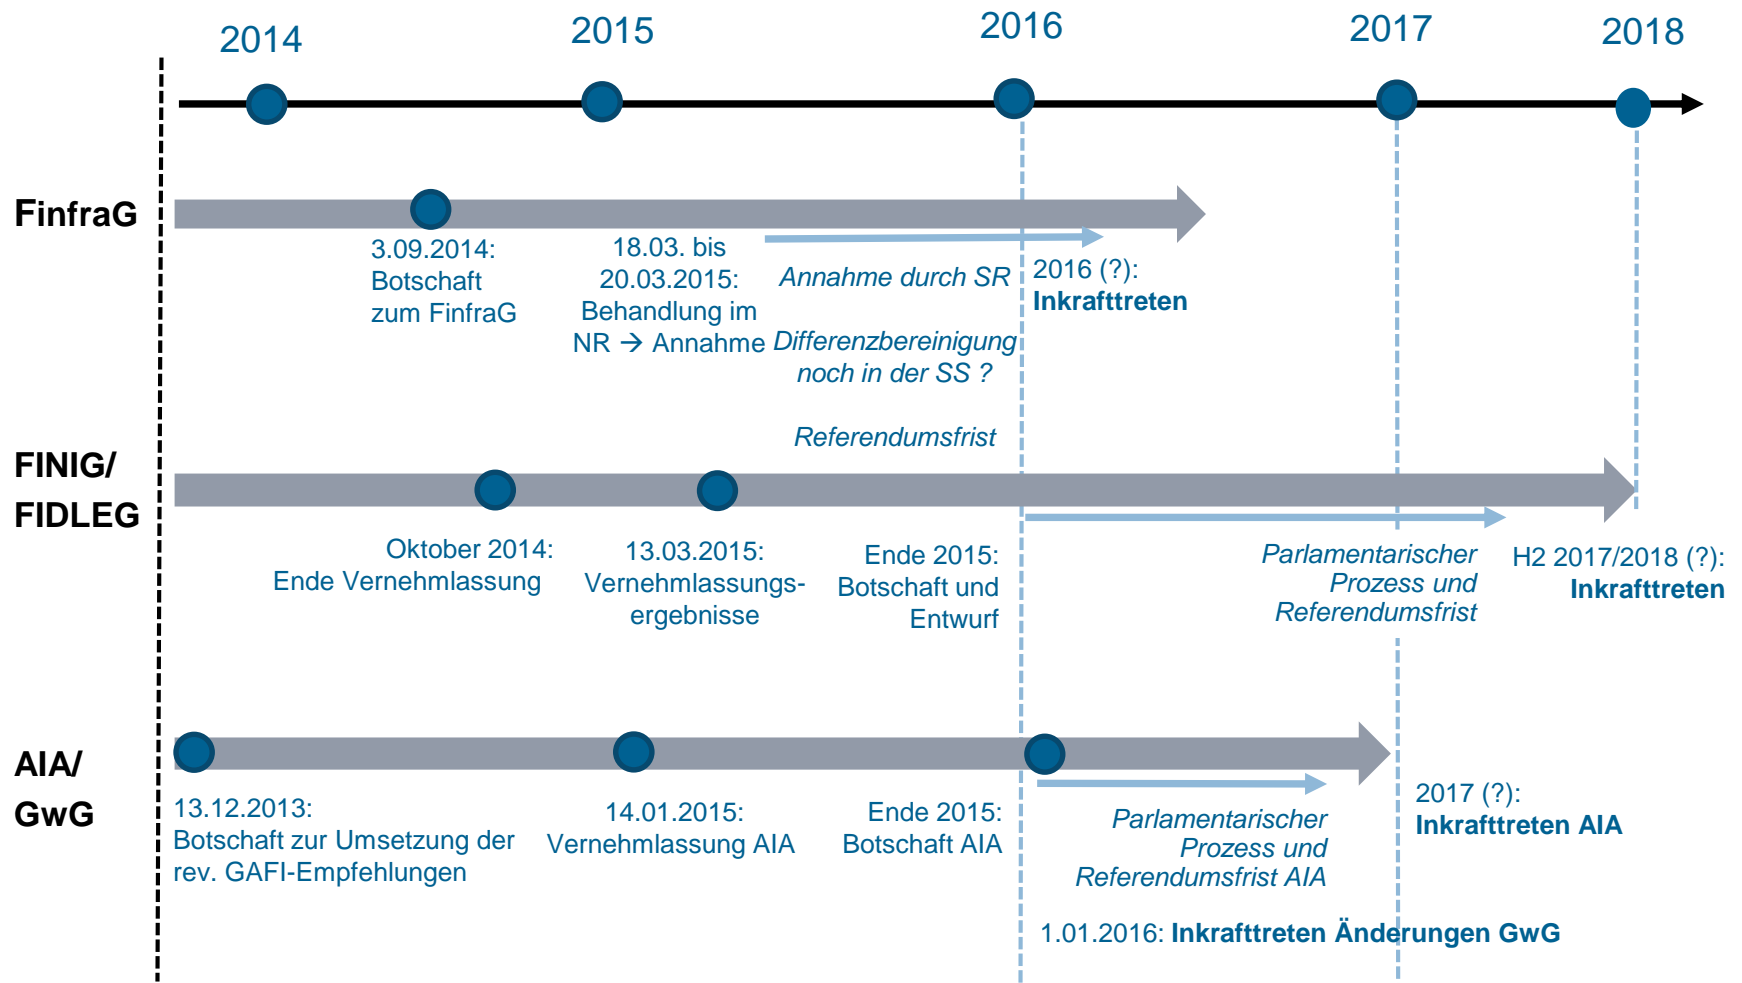 2014
2015
2016
2017
2018
FinfraG
3.09.2014:
Botschaft
zum FinfraG
18.03. bis
20.03.2015:
Behandlung im
NR → Annahme
Annahme durch SR
Differenzbereinigung
noch in der SS ?
Referendumsfrist
2016 (?):
Inkrafttreten
FINIG/
FIDLEG
Oktober 2014:
Ende Vernehmlassung
13.03.2015:
Vernehmlassungs-
ergebnisse
Ende 2015:
Botschaft und
Entwurf
Parlamentarischer
Prozess und
Referendumsfrist
H2 2017/2018 (?):
Inkrafttreten
AIA/
GwG
13.12.2013:
Botschaft zur Umsetzung der
rev. GAFI-Empfehlungen
14.01.2015:
Vernehmlassung AIA
Ende 2015:
Botschaft AIA
Parlamentarischer
Prozess und
Referendumsfrist AIA
2017 (?):
Inkrafttreten AIA
1.01.2016: Inkrafttreten Änderungen GwG